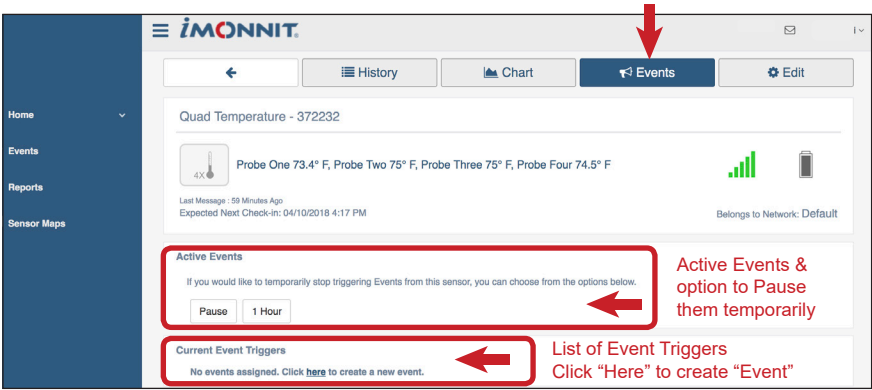 iMONNIT
History
Chart
Events
Edit
Home
Events
Reports
Sensor Maps
Quad Temperature - 372232
4X
Probe One 73.4° F, Probe Two 75° F, Probe Three 75° F, Probe Four 74.5° F
Last Message : 59 Minutes Ago
Expected Next Check-in: 04/10/2018 4:17 PM
Belongs to Network: Default
Active Events
If you would like to temporarily stop triggering Events from this sensor, you can choose from the options below.
Pause
1 Hour
Active Events &
option to Pause
them temporarily
Current Event Triggers
No events assigned. Click here to create a new event.
List of Event Triggers
Click “Here” to create “Event”